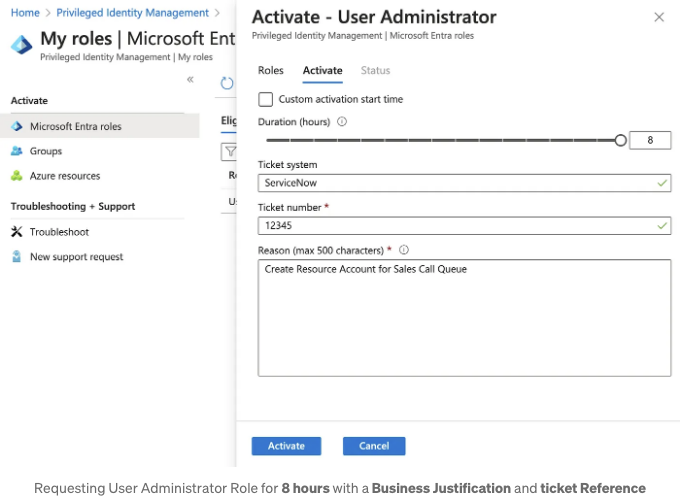 Home > Privileged Identity Management >
My roles | Microsoft Ent
Privileged Identity Management | My roles
«
Activate
Microsoft Entra roles
Groups
Azure resources
Troubleshooting + Support
Troubleshoot
New support request
Elig
Activate - User Administrator
Privileged Identity Management | Microsoft Entra roles
Roles Activate Status
Custom activation start time
Duration (hours)
8
Ticket system
ServiceNow
Ticket number *
12345
Reason (max 500 characters) *
Create Resource Account for Sales Call Queue
Activate Cancel
Requesting User Administrator Role for 8 hours with a Business Justification and ticket Reference